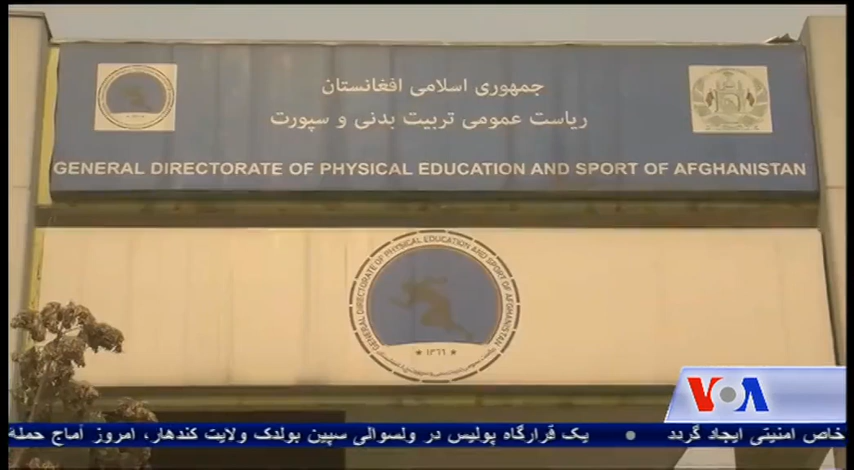 جمهوری اسلامی افغانستان
ریاست عمومی تربیت بدنی و سپورت
GENERAL DIRECTORATE OF PHYSICAL EDUCATION AND SPORT OF AFGHANISTAN
GENERAL DIRECTORATE OF PHYSICAL EDUCATION AND SPORT OF AFGHANISTAN
★ ۱۳۶۶ ★
VOA
خاص امنیتی ایجاد گردد • یک قرارگاه پولیس در ولسوالی سپین بولدک ولایت کندهار، امروز آماج حمله